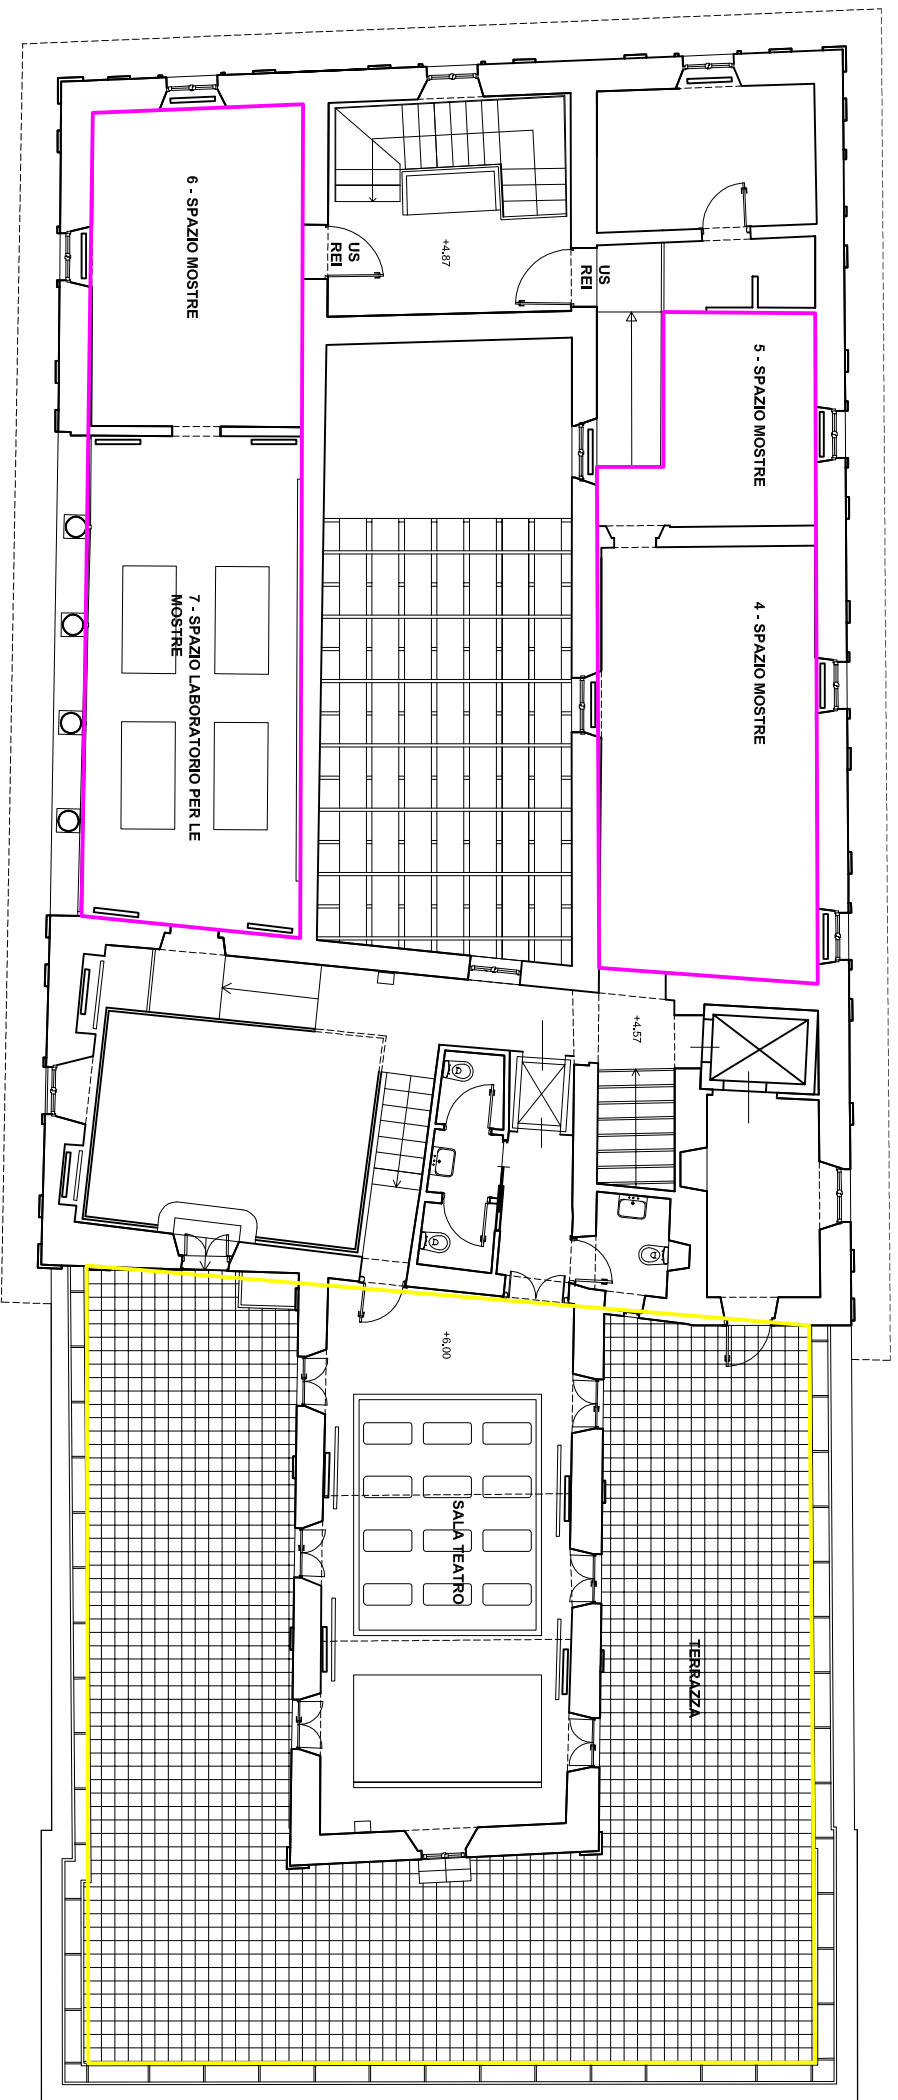 6 - SPAZIO MOSTRE
US
REI
+4.87
US
REI
5 - SPAZIO MOSTRE
7 - SPAZIO LABORATORIO PER LE
MOSTRE
4 - SPAZIO MOSTRE
+4.57
+6.00
SALA TEATRO
TERRAZZA